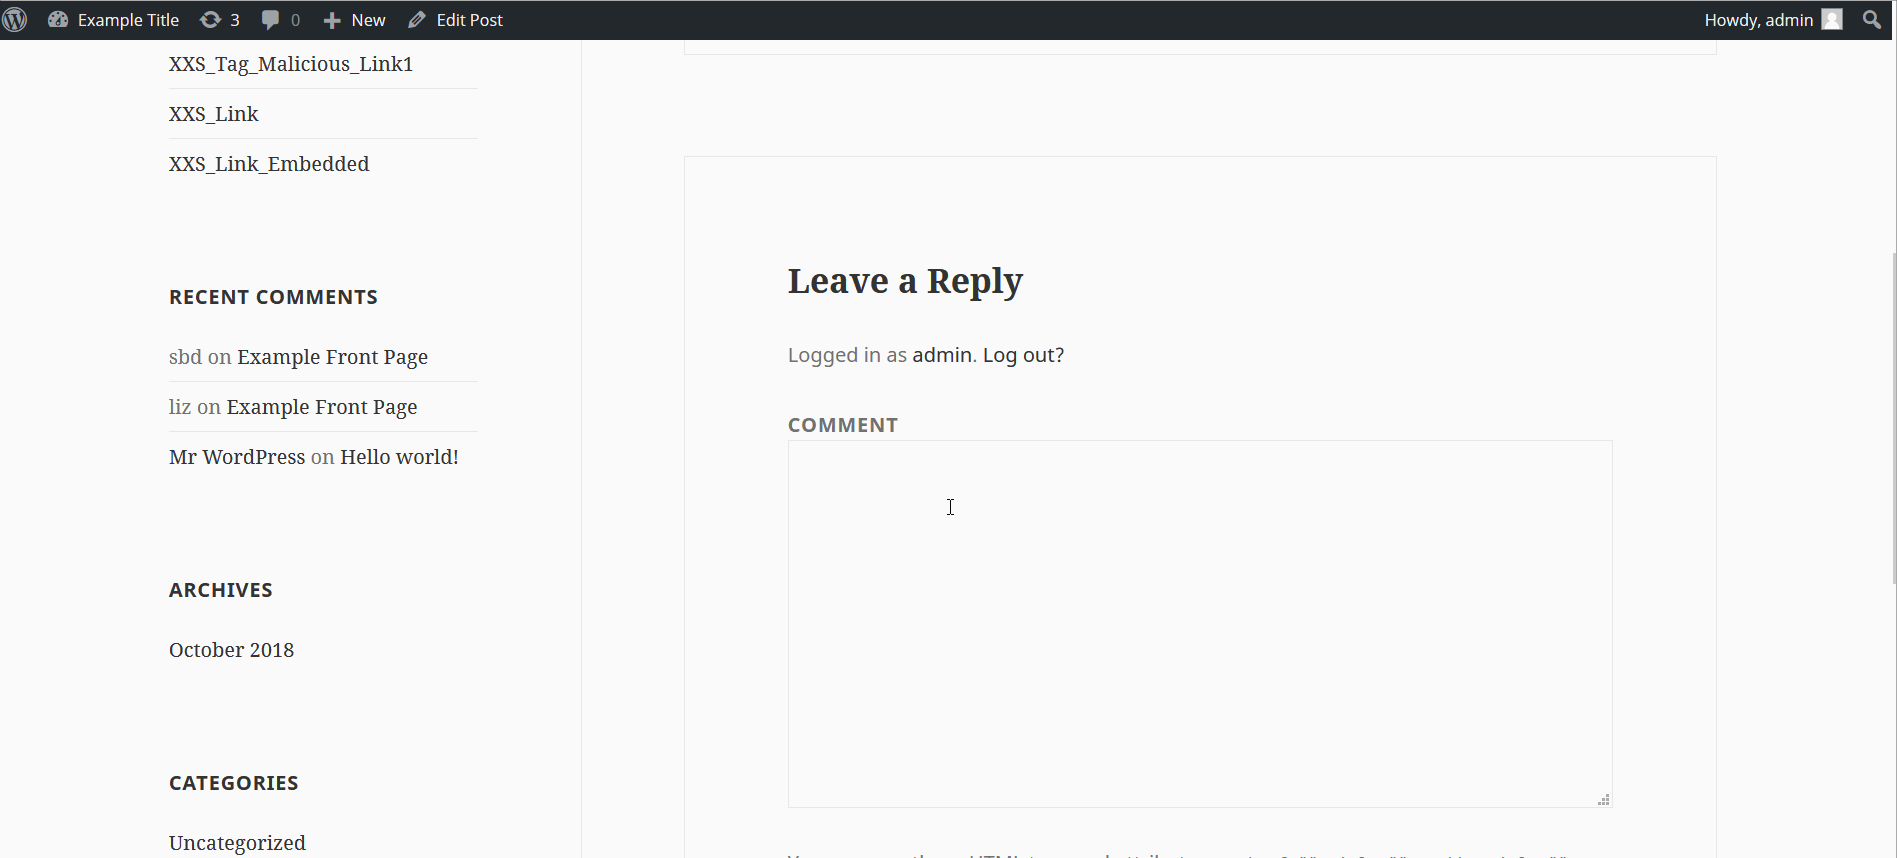 Example Title 3 0 New Edit Post Howdy, admin
XXS_Tag_Malicious_Link1
XXS_Link
XXS_Link_Embedded
RECENT COMMENTS
sbd on Example Front Page
liz on Example Front Page
Mr WordPress on Hello world!
ARCHIVES
October 2018
CATEGORIES
Uncategorized
Leave a Reply
Logged in as admin. Log out?
COMMENT